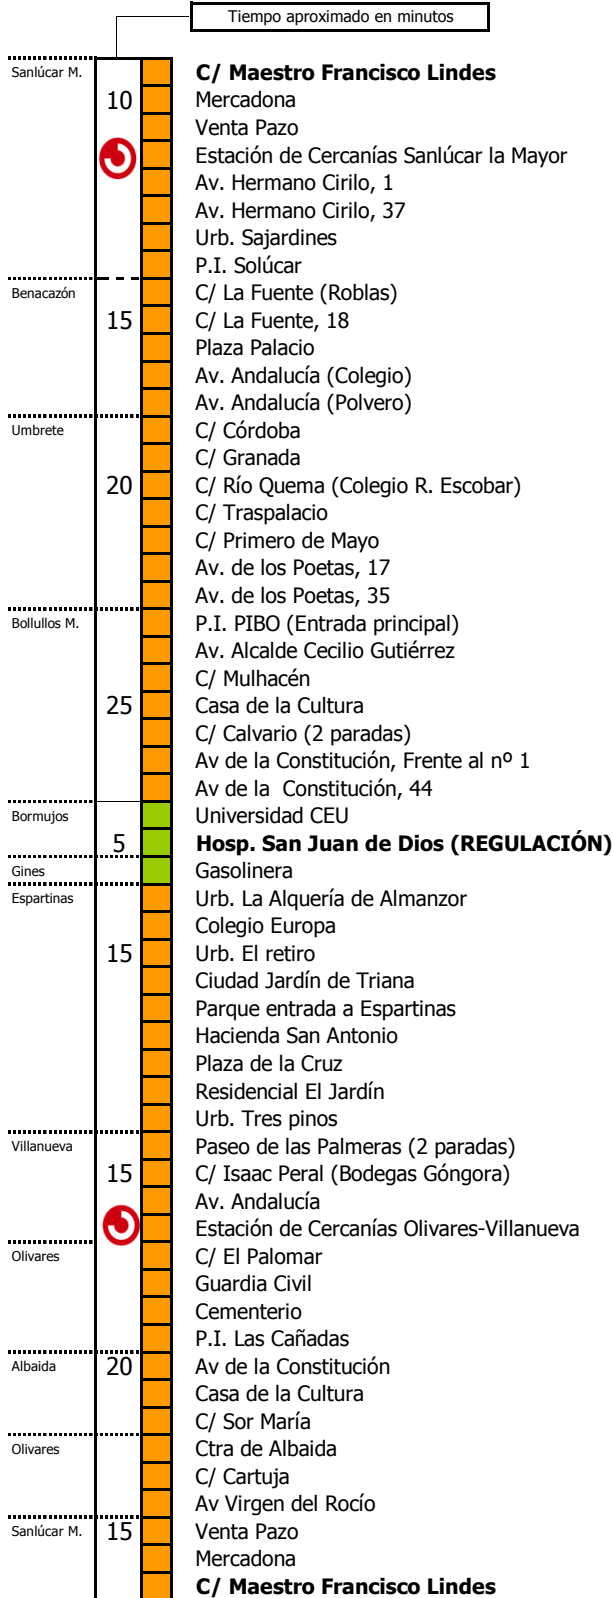 Tiempo aproximado en minutos
Sanlúcar M.
C/ Maestro Francisco Lindes
10
Mercadona
Venta Pazo
Estación de Cercanías Sanlúcar la Mayor
Av. Hermano Cirilo, 1
Av. Hermano Cirilo, 37
Urb. Sajardines
P.I. Solúcar
Benacazón
C/ La Fuente (Roblas)
15
C/ La Fuente, 18
Plaza Palacio
Av. Andalucía (Colegio)
Av. Andalucía (Polvero)
Umbrete
C/ Córdoba
C/ Granada
20
C/ Río Quema (Colegio R. Escobar)
C/ Traspalacio
C/ Primero de Mayo
Av. de los Poetas, 17
Av. de los Poetas, 35
Bollullos M.
P.I. PIBO (Entrada principal)
Av. Alcalde Cecilio Gutiérrez
C/ Mulhacén
25
Casa de la Cultura
C/ Calvario (2 paradas)
Av de la Constitución, Frente al nº 1
Av de la Constitución, 44
Bormujos
Universidad CEU
5
Hosp. San Juan de Dios (REGULACIÓN)
Gines
Gasolinera
Espartinas
Urb. La Alquería de Almanzor
Colegio Europa
15
Urb. El retiro
Ciudad Jardín de Triana
Parque entrada a Espartinas
Hacienda San Antonio
Plaza de la Cruz
Residencial El Jardín
Urb. Tres pinos
Villanueva
Paseo de las Palmeras (2 paradas)
15
C/ Isaac Peral (Bodegas Góngora)
Av. Andalucía
Estación de Cercanías Olivares-Villanueva
Olivares
C/ El Palomar
Guardia Civil
Cementerio
P.I. Las Cañadas
Albaida
20
Av de la Constitución
Casa de la Cultura
C/ Sor María
Olivares
Ctra de Albaida
C/ Cartuja
Av Virgen del Rocío
Sanlúcar M.
15
Venta Pazo
Mercadona
C/ Maestro Francisco Lindes